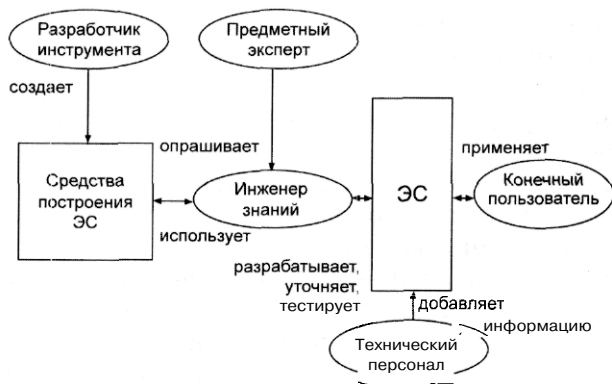 Разработчик
инструмента
Предметный
эксперт
создает
опрашивает
применяет
Средства
построения
ЭС
Инженер
знаний
ЭС
Конечный
пользователь
использует
разрабатывает,
уточняет,
тестирует
добавляет
информацию
Технический
персонал